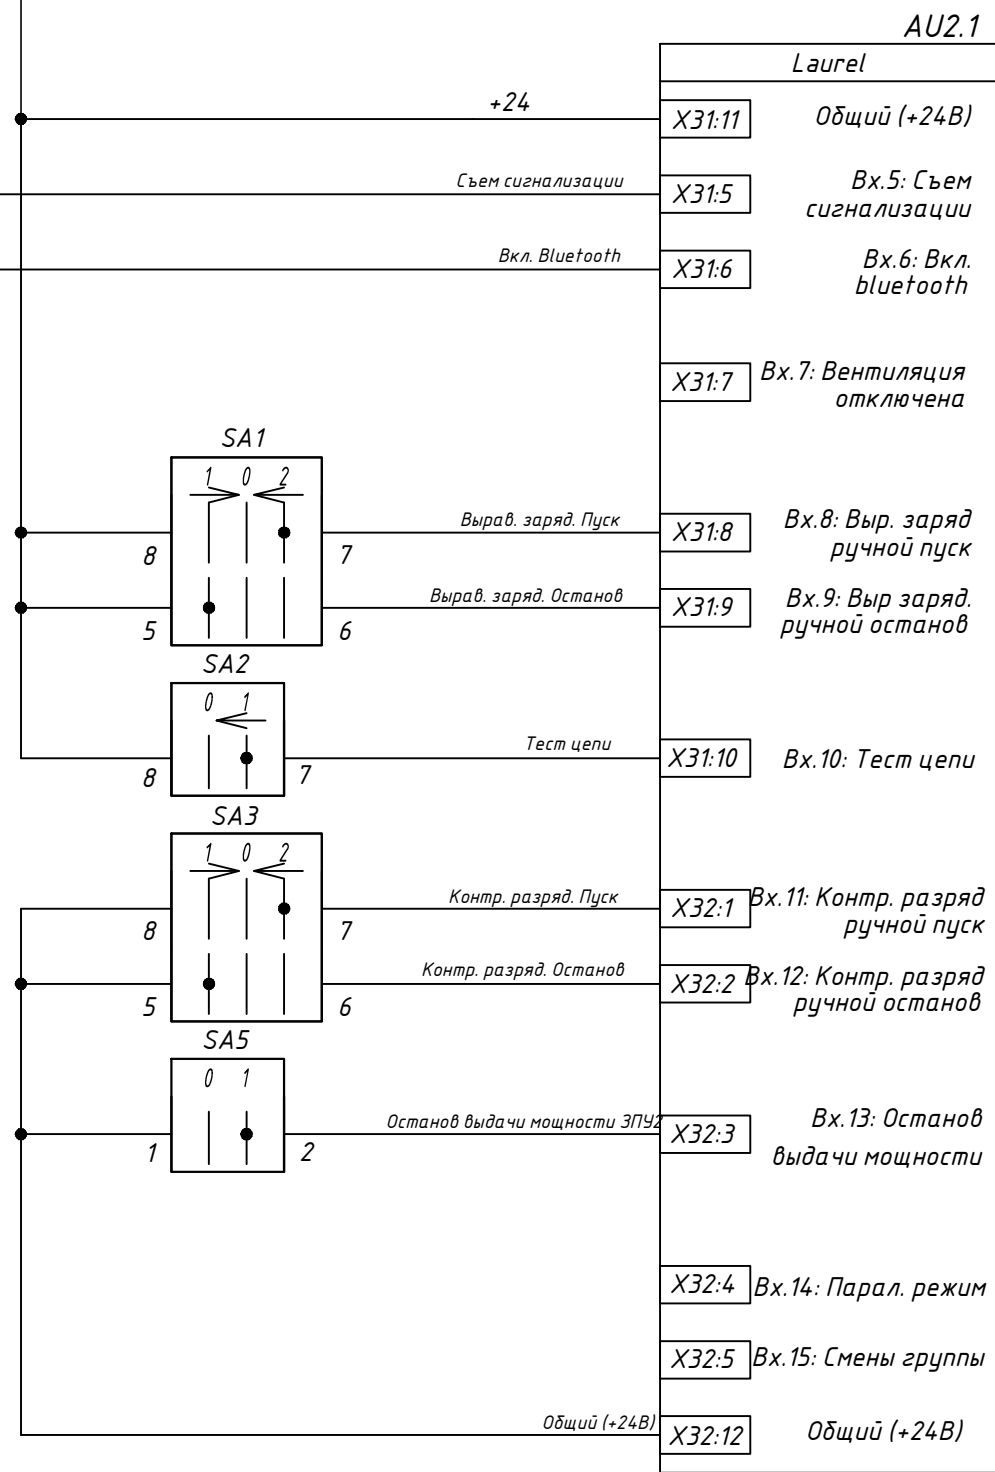 AU2.1
Laurel
+24
X31:11
Общий (+24В)
Съем сигнализации
X31:5
Вх.5: Съем
сигнализации
Вкл. Bluetooth
X31:6
Вх.6: Вкл.
bluetooth
X31:7
Вх.7: Вентиляция
отключена
SA1
1 0 2
Вырав. заряд. Пуск
8
7
X31:8
Вх.8: Выр. заряд
ручной пуск
Вырав. заряд. Останов
5
6
X31:9
Вх.9: Выр заряд.
ручной останов
SA2
0 1
Тест цепи
8
7
X31:10
Вх.10: Тест цепи
SA3
1 0 2
Контр. разряд. Пуск
8
7
X32:1
Вх.11: Контр. разряд
ручной пуск
Контр. разряд. Останов
5
6
X32:2
Вх.12: Контр. разряд
ручной останов
SA5
0 1
Останов выдачи мощности ЗПУ2
1
2
X32:3
Вх.13: Останов
выдачи мощности
X32:4
Вх.14: Парал. режим
X32:5
Вх.15: Смены группы
Общий (+24В)
X32:12
Общий (+24В)